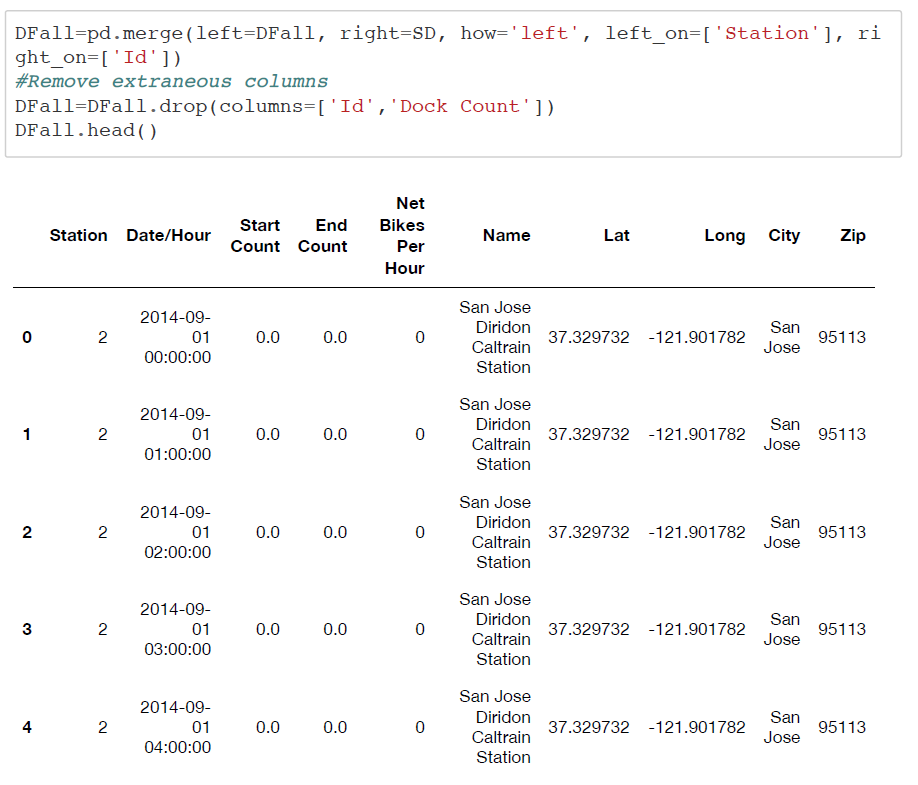 DFall=pd.merge(left=DFall, right=SD, how='left', left_on=['Station'], ri
ght_on=['Id'])
#Remove extraneous columns
DFall=DFall.drop(columns=['Id','Dock Count'])
DFall.head()
Station Date/Hour Start Count End Count Net Bikes Per Hour Name Lat Long City Zip
0 2 2014-09-01 00:00:00 0.0 0.0 0 San Jose Diridon Caltrain Station 37.329732 -121.901782 San Jose 95113
1 2 2014-09-01 01:00:00 0.0 0.0 0 San Jose Diridon Caltrain Station 37.329732 -121.901782 San Jose 95113
2 2 2014-09-01 02:00:00 0.0 0.0 0 San Jose Diridon Caltrain Station 37.329732 -121.901782 San Jose 95113
3 2 2014-09-01 03:00:00 0.0 0.0 0 San Jose Diridon Caltrain Station 37.329732 -121.901782 San Jose 95113
4 2 2014-09-01 04:00:00 0.0 0.0 0 San Jose Diridon Caltrain Station 37.329732 -121.901782 San Jose 95113